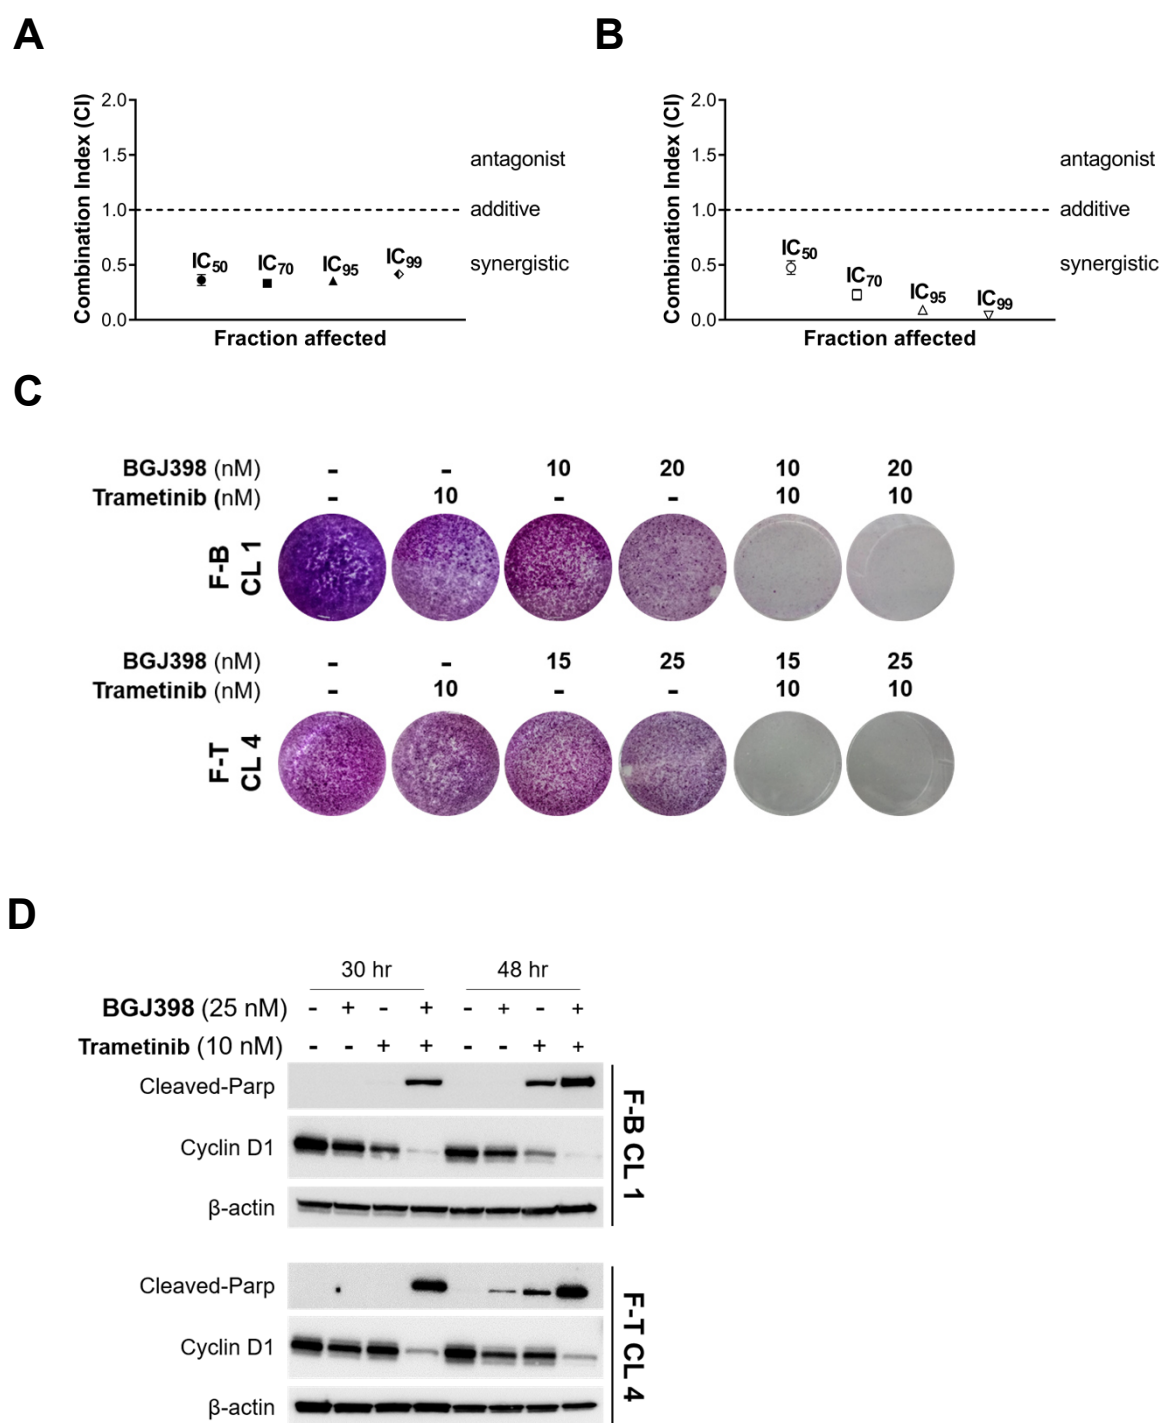 A
B
Combination Index (CI)
2.0
1.5
1.0
0.5
0.0
antagonist
additive
synergistic
IC50
IC70
IC95
IC99
Fraction affected
Combination Index (CI)
2.0
1.5
1.0
0.5
0.0
antagonist
additive
synergistic
IC50
IC70
IC95
IC99
Fraction affected
C
BGJ398 (nM) - - 10 20 10 20
Trametinib (nM) - 10 - - 10 10
F-B
CL 1
BGJ398 (nM) - - 15 25 15 25
Trametinib (nM) - 10 - - 10 10
F-T
CL 4
D
30 hr 48 hr
BGJ398 (25 nM) - + - + - + - +
Trametinib (10 nM) - - + + - - + +
Cleaved-Parp
Cyclin D1
β-actin
F-B CL 1
Cleaved-Parp
Cyclin D1
β-actin
F-T CL 4